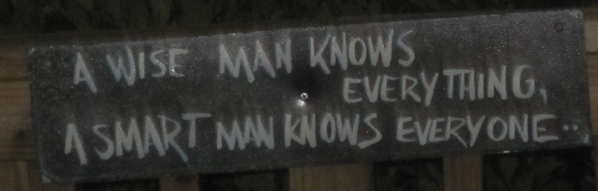 A WISE MAN KNOWS
EVERYTHING,
A SMART MAN KNOWS EVERYONE..